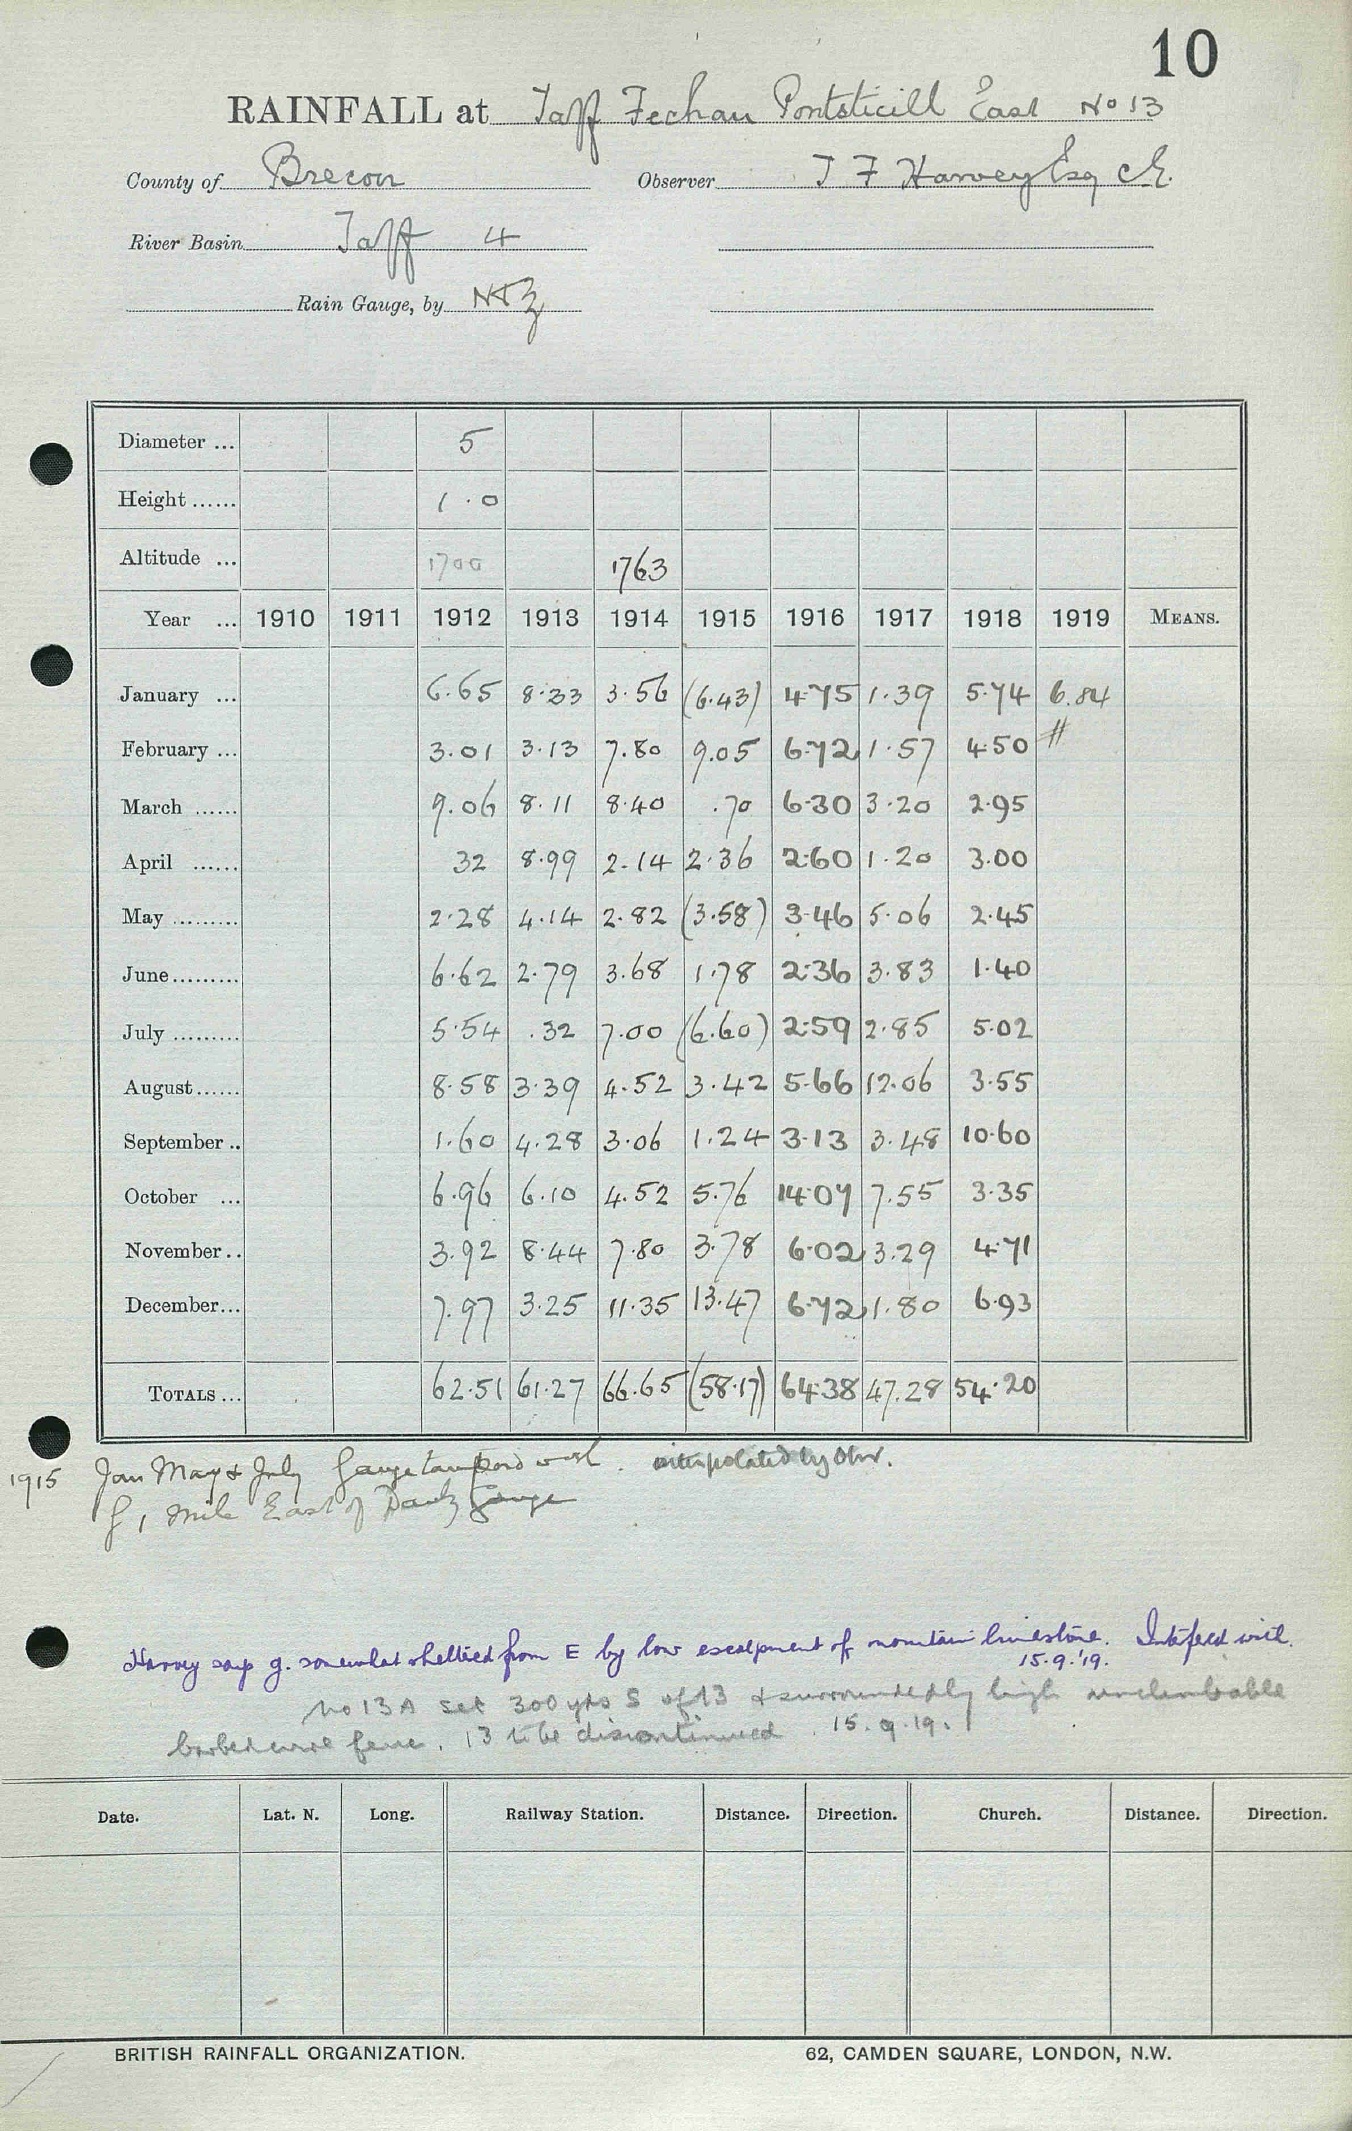 10
RAINFALL at Taff Fechan Pontsticill East No 13
County of Brecon Observer T F Harvey Esq C.E.
River Basin Taff 4
Rain Gauge, by N & Z
Diameter ... 5
Height ...... 1.0
Altitude ... 1700 1763
Year ... 1910 1911 1912 1913 1914 1915 1916 1917 1918 1919 MEANS.
January ... 6.65 8.33 3.56 (6.43) 4.75 1.39 5.74 6.84
February ... 3.01 3.13 7.80 9.05 6.72 1.57 4.50 //
March ...... 9.06 8.11 8.40 .70 6.30 3.20 2.95
April ...... 32 8.99 2.14 2.36 2.60 1.20 3.00
May ......... 2.28 4.14 2.82 (3.58) 3.46 5.06 2.45
June ......... 6.62 2.79 3.68 1.78 2.36 3.83 1.40
July ......... 5.54 .32 7.00 (6.60) 2.59 2.85 5.02
August ...... 8.58 3.39 4.52 3.42 5.66 12.06 3.55
September .. 1.60 4.28 3.06 1.24 3.13 3.48 10.60
October ... 6.96 6.10 4.52 5.76 14.07 7.55 3.35
November .. 3.92 8.44 7.80 3.78 6.02 3.29 4.71
December... 7.97 3.25 11.35 13.47 6.72 1.80 6.93
TOTALS ... 62.51 61.27 66.65 (58.17) 64.38 47.28 54.20
1915 Jan May & July Gauge tampered with. interpolated by Obsr.
G 1 mile East of Gauge
Harvey says g. somewhat sheltered from E by low escarpment of mountain limestone. Interfered with.
15.9.'19.
No 13A set 300 yds S of 13 & surrounded by high unclimbable
barbed wire fence. 13 to be discontinued. 15.9.19.
Date. Lat. N. Long. Railway Station. Distance. Direction. Church. Distance. Direction.
BRITISH RAINFALL ORGANIZATION. 62, CAMDEN SQUARE, LONDON, N.W.